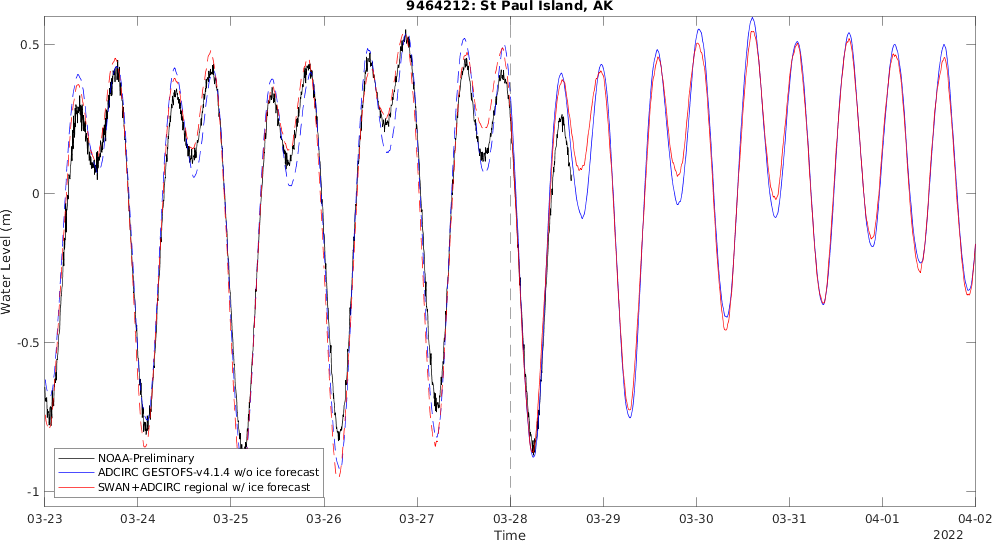 9464212: St Paul Island, AK
Water Level (m)
0.5
0
-0.5
-1
NOAA-Preliminary
ADCIRC GESTOFS-v4.1.4 w/o ice forecast
SWAN+ADCIRC regional w/ ice forecast
03-23 03-24 03-25 03-26 03-27 03-28 03-29 03-30 03-31 04-01 04-02
Time
2022